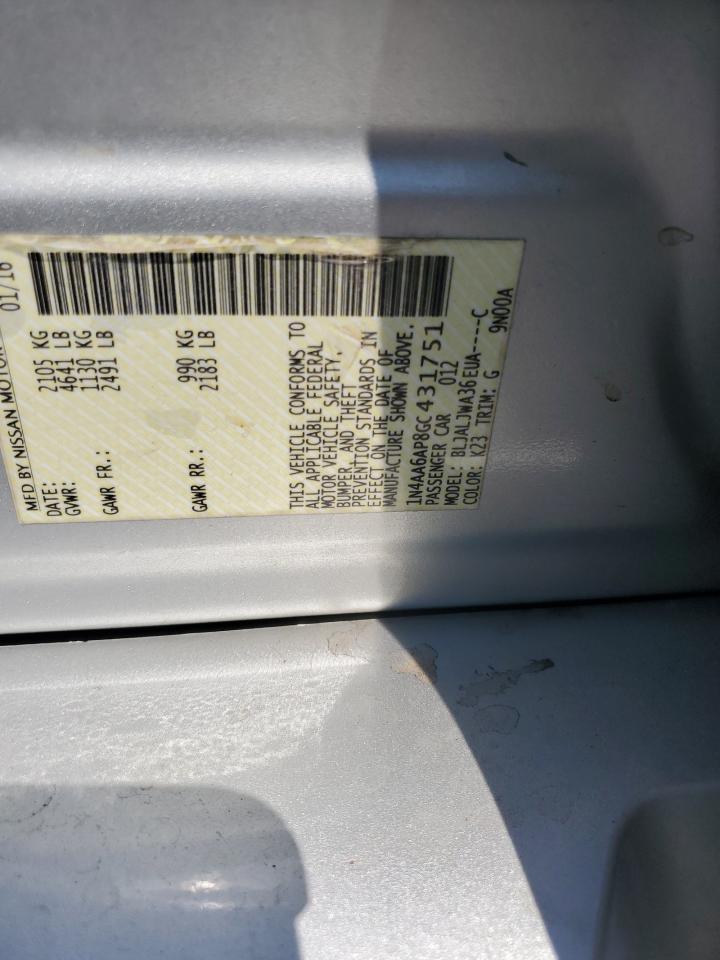 MFD BY NISSAN MOTOR
DATE: 01/16
GVWR: 2105 KG
4641 LB
GAWR FR.: 1130 KG
2491 LB
GAWR RR.: 990 KG
2183 LB
THIS VEHICLE CONFORMS TO
ALL APPLICABLE FEDERAL
MOTOR VEHICLE SAFETY,
BUMPER, AND THEFT
PREVENTION STANDARDS IN
EFFECT ON THE DATE OF
MANUFACTURE SHOWN ABOVE.
1N4AA6AP8GC431751
PASSENGER CAR 012
MODEL: BLJALJWA36EUA----C
COLOR: K23 TRIM: G 9N00A